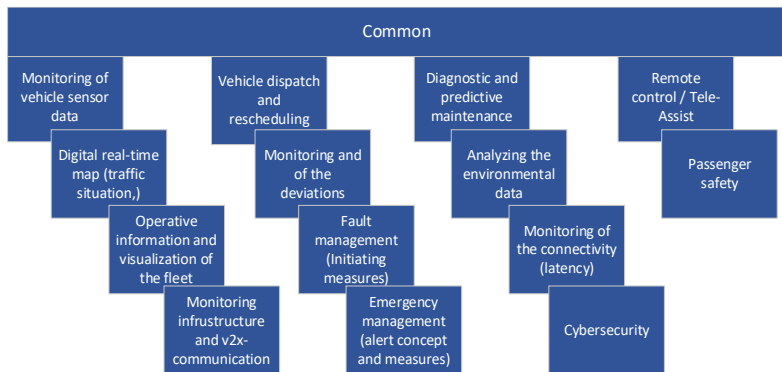 Common
Monitoring of
vehicle sensor
data
Digital real-time
map (traffic
situation,)
Operative
information and
visualization of
the fleet
Monitoring
infrustructure
and v2x-
communication
Vehicle dispatch
and
rescheduling
Monitoring and
of the
deviations
Fault
management
(Initiating
measures)
Emergency
management
(alert concept
and measures)
Diagnostic and
predictive
maintenance
Analyzing the
environmental
data
Monitoring of
the connectivity
(latency)
Cybersecurity
Remote
control / Tele-
Assist
Passenger
safety